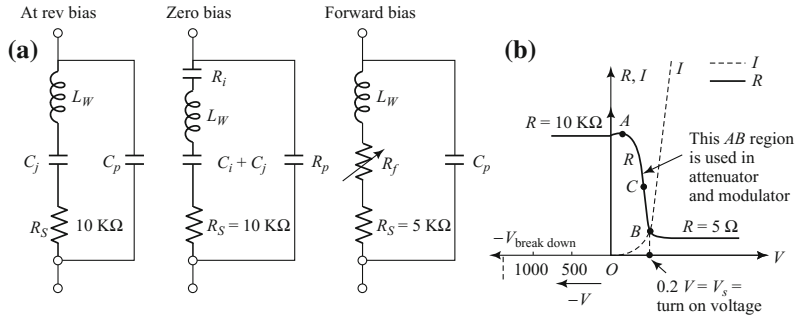 At rev bias
Zero bias
Forward bias
(a)
L_W
C_j
C_p
R_S
10 KΩ
R_i
L_W
C_i + C_j
R_p
R_S = 10 KΩ
L_W
R_f
C_p
R_S = 5 KΩ
(b)
R, I
I
I
R
R = 10 KΩ
A
R
C
B
This AB region
is used in
attenuator
and modulator
R = 5 Ω
−V_break down
1000
500
O
V
−V
0.2 V = V_s =
turn on voltage